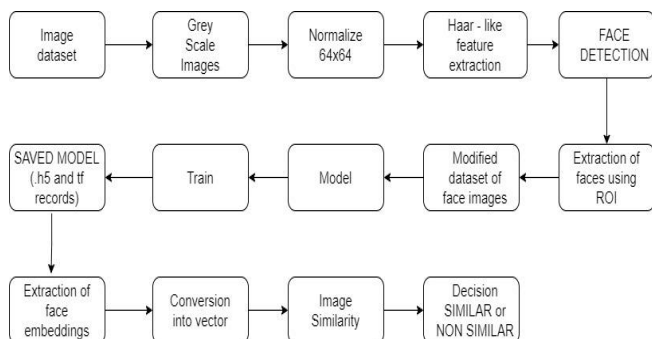 Image
dataset
Grey
Scale
Images
Normalize
64x64
Haar - like
feature
extraction
FACE
DETECTION
SAVED MODEL
(.h5 and tf
records)
Train
Model
Modified
dataset of
face images
Extraction of
faces using
ROI
Extraction of
face
embeddings
Conversion
into vector
Image
Similarity
Decision
SIMILAR or
NON SIMILAR